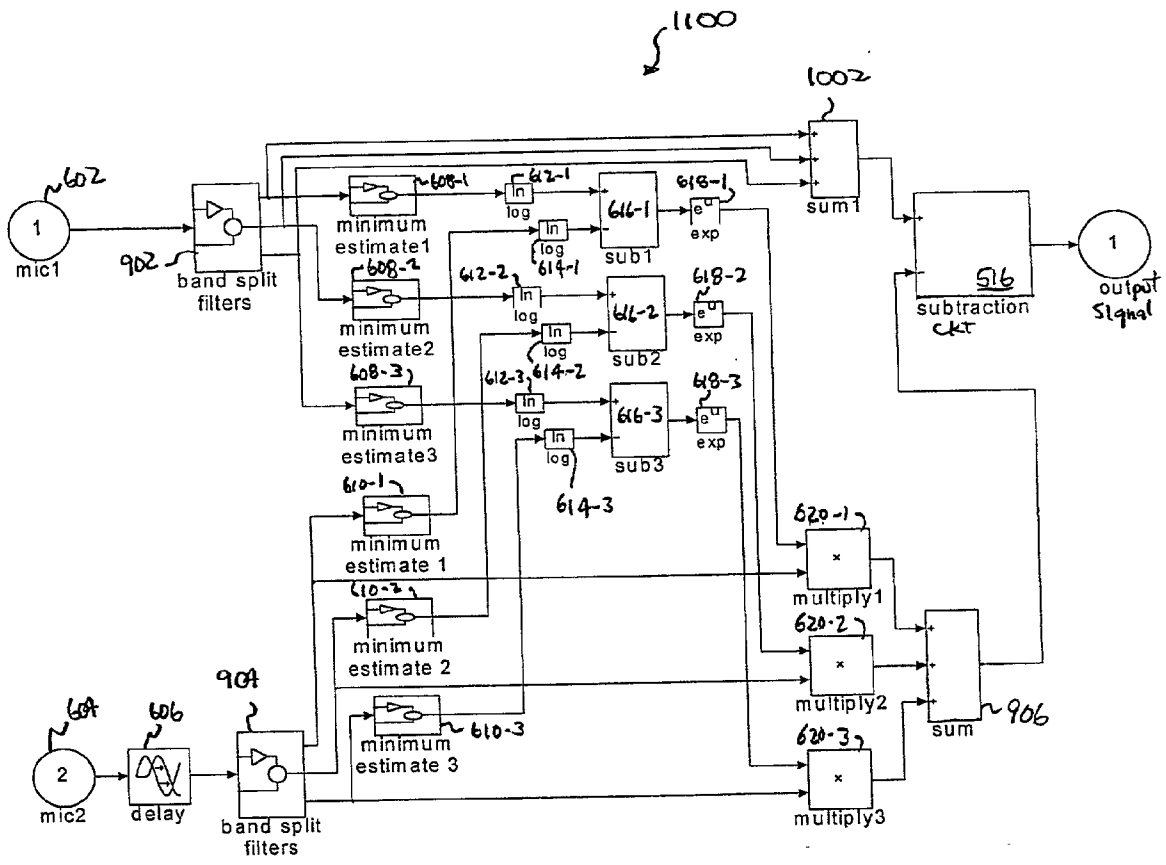 1100
1002
602
1
mic1
902
band split
filters
608-1
minimum
estimate1
608-2
minimum
estimate2
608-3
minimum
estimate3
612-1
ln
log
ln
log
614-1
616-1
sub1
618-1
e^u
exp
612-2
ln
log
ln
log
614-2
616-2
sub2
618-2
e^u
exp
612-3
ln
log
ln
log
614-3
616-3
sub3
618-3
e^u
exp
+
+
+
sum1
+
-
516
subtraction
ckt
1
output
signal
610-1
minimum
estimate 1
610-2
minimum
estimate 2
610-3
minimum
estimate 3
620-1
×
multiply1
620-2
×
multiply2
620-3
×
multiply3
+
+
+
sum
906
604
2
mic2
606
delay
904
band split
filters